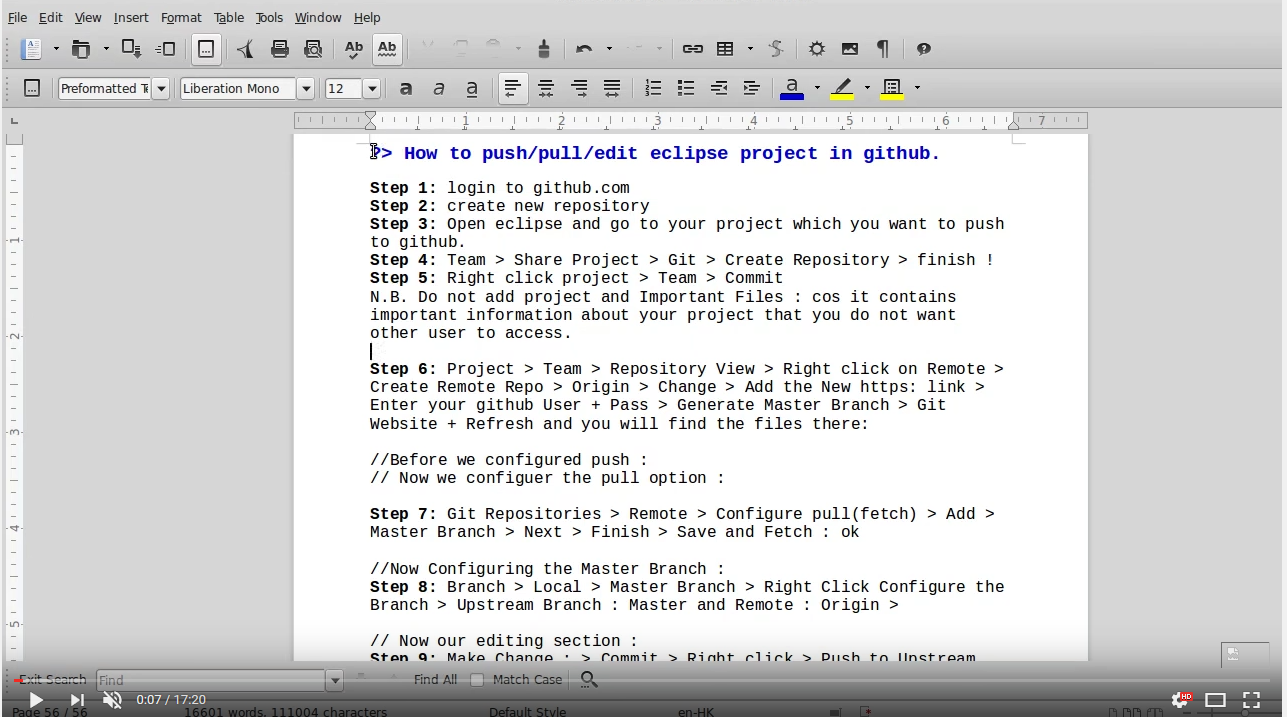 File Edit View Insert Format Table Tools Window Help
Preformatted Te Liberation Mono 12
1 2 3 4 5 6 7
?> How to push/pull/edit eclipse project in github.
Step 1: login to github.com
Step 2: create new repository
Step 3: Open eclipse and go to your project which you want to push
to github.
Step 4: Team > Share Project > Git > Create Repository > finish !
Step 5: Right click project > Team > Commit
N.B. Do not add project and Important Files : cos it contains
important information about your project that you do not want
other user to access.
Step 6: Project > Team > Repository View > Right click on Remote >
Create Remote Repo > Origin > Change > Add the New https: link >
Enter your github User + Pass > Generate Master Branch > Git
Website + Refresh and you will find the files there:
//Before we configured push :
// Now we configuer the pull option :
Step 7: Git Repositories > Remote > Configure pull(fetch) > Add >
Master Branch > Next > Finish > Save and Fetch : ok
//Now Configuring the Master Branch :
Step 8: Branch > Local > Master Branch > Right Click Configure the
Branch > Upstream Branch : Master and Remote : Origin >
// Now our editing section :
Step 9: Make Change : > Commit > Right click > Push to Upstream
Exit Search Find Find All Match Case
0:07 / 17:20 HD
Page 56 / 56 16601 words, 111004 characters Default Style en-HK